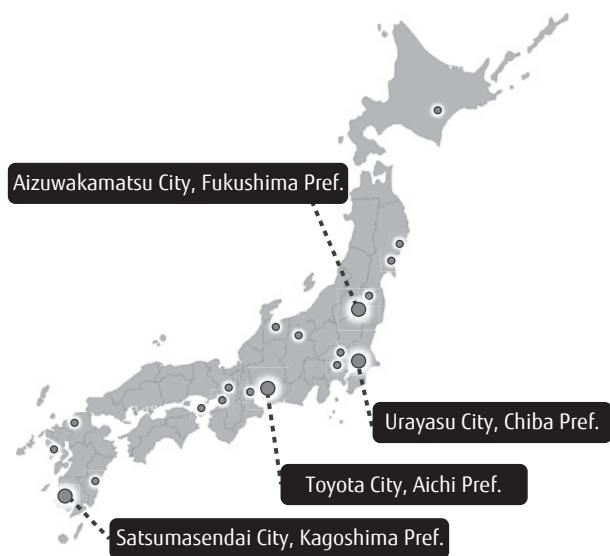 Aizuwakamatsu City, Fukushima Pref.
Urayasu City, Chiba Pref.
Toyota City, Aichi Pref.
Satsumasendai City, Kagoshima Pref.